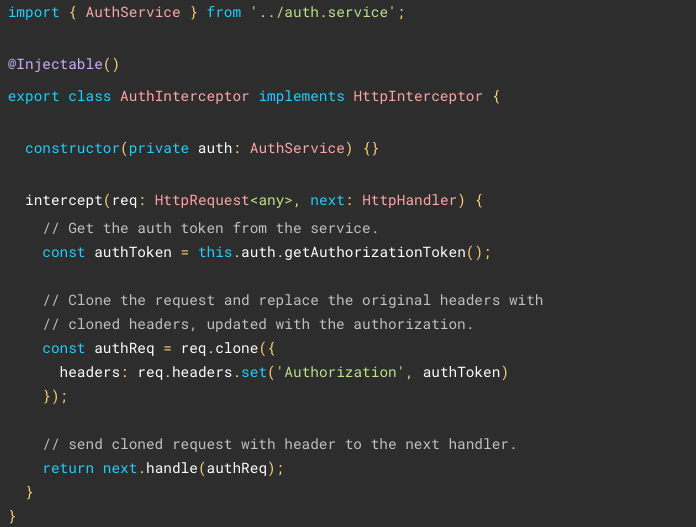 import { AuthService } from '../auth.service';
@Injectable()
export class AuthInterceptor implements HttpInterceptor {
constructor(private auth: AuthService) {}
intercept(req: HttpRequest<any>, next: HttpHandler) {
// Get the auth token from the service.
const authToken = this.auth.getAuthorizationToken();
// Clone the request and replace the original headers with
// cloned headers, updated with the authorization.
const authReq = req.clone({
headers: req.headers.set('Authorization', authToken)
});
// send cloned request with header to the next handler.
return next.handle(authReq);
}
}